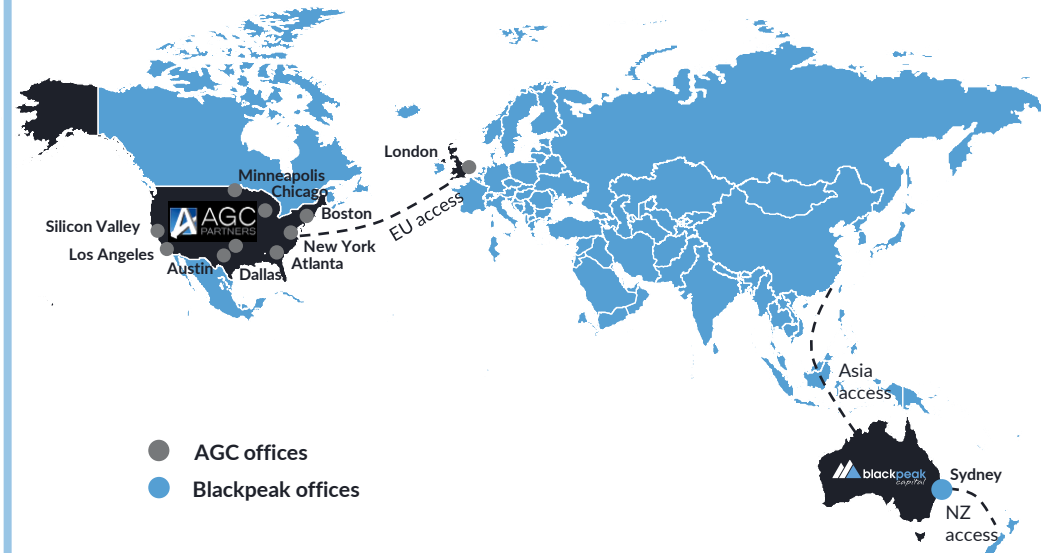 London
Minneapolis
Chicago
AGC
PARTNERS
Boston
Silicon Valley
EU access
New York
Los Angeles
Atlanta
Austin
Dallas
Asia
access
AGC offices
blackpeak
capital
Sydney
Blackpeak offices
NZ
access